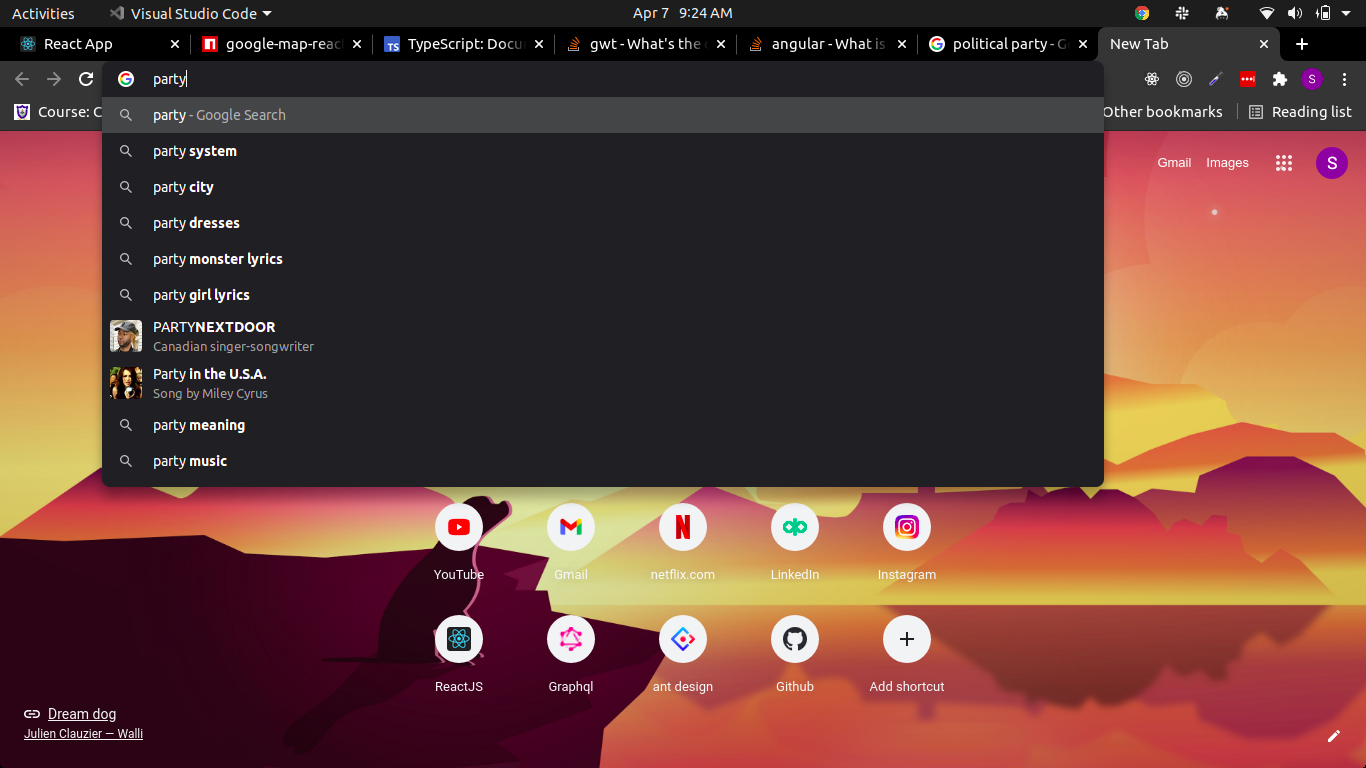 Activities Visual Studio Code Apr 7 9:24 AM
React App google-map-reac TypeScript: Docu gwt - What's the angular - What is political party - G New Tab
party
Course: C Other bookmarks Reading list
party - Google Search
party system
Gmail Images S
party city
party dresses
party monster lyrics
party girl lyrics
PARTYNEXTDOOR
Canadian singer-songwriter
Party in the U.S.A.
Song by Miley Cyrus
party meaning
party music
YouTube Gmail netflix.com LinkedIn Instagram
ReactJS Graphql ant design Github Add shortcut
Dream dog
Julien Clauzier — Walli